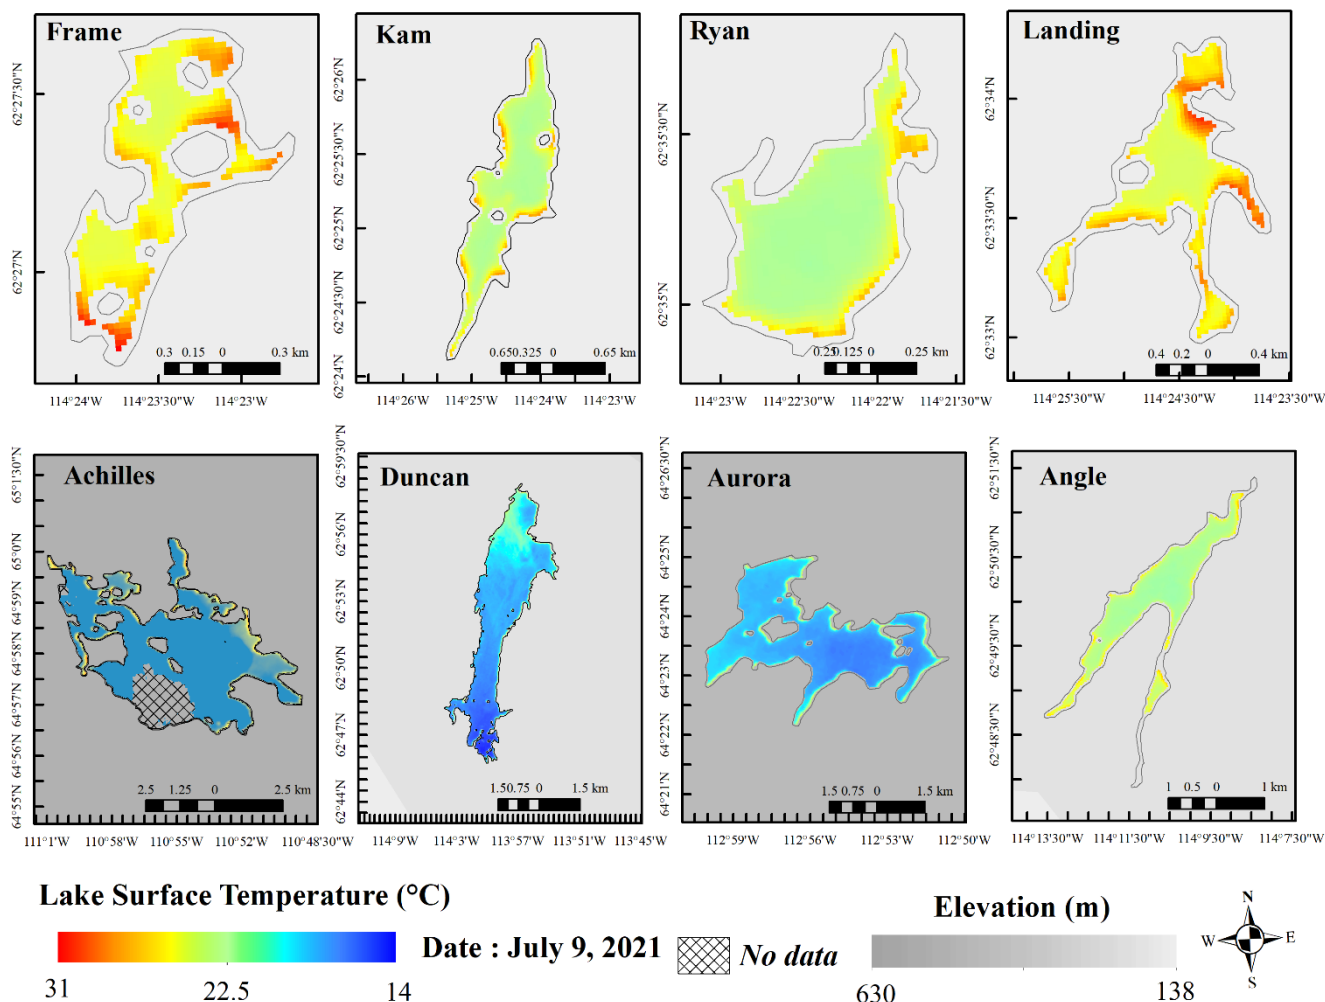 Frame
62°27'30"N
62°27'N
0.3 0.15 0 0.3 km
114°24'W 114°23'30"W 114°23'W
Kam
62°26'N
62°25'30"N
62°25'N
62°24'30"N
62°24'N
0.650.325 0 0.65 km
114°26'W 114°25'W 114°24'W 114°23'W
Ryan
62°35'30"N
62°35'N
0.250.125 0 0.25 km
114°23'W 114°22'30"W 114°22'W 114°21'30"W
Landing
62°34'N
62°33'30"N
62°33'N
0.4 0.2 0 0.4 km
114°25'30"W 114°24'30"W 114°23'30"W
Achilles
65°1'30"N
65°0'N
64°59'N
64°58'N
64°57'N
64°56'N
64°55'N
2.5 1.25 0 2.5 km
111°1'W 110°58'W 110°55'W 110°52'W 110°48'30"W
Duncan
62°59'30"N
62°56'N
62°53'N
62°50'N
62°47'N
62°44'N
1.50.75 0 1.5 km
114°9'W 114°3'W 113°57'W 113°51'W 113°45'W
Aurora
64°26'30"N
64°25'N
64°24'N
64°23'N
64°22'N
64°21'N
1.5 0.75 0 1.5 km
112°59'W 112°56'W 112°53'W 112°50'W
Angle
62°51'30"N
62°50'30"N
62°49'30"N
62°48'30"N
1 0.5 0 1 km
114°13'30"W 114°11'30"W 114°9'30"W 114°7'30"W
Lake Surface Temperature (°C)
31 22.5 14
Date : July 9, 2021
No data
Elevation (m)
630 138
N
W E
S